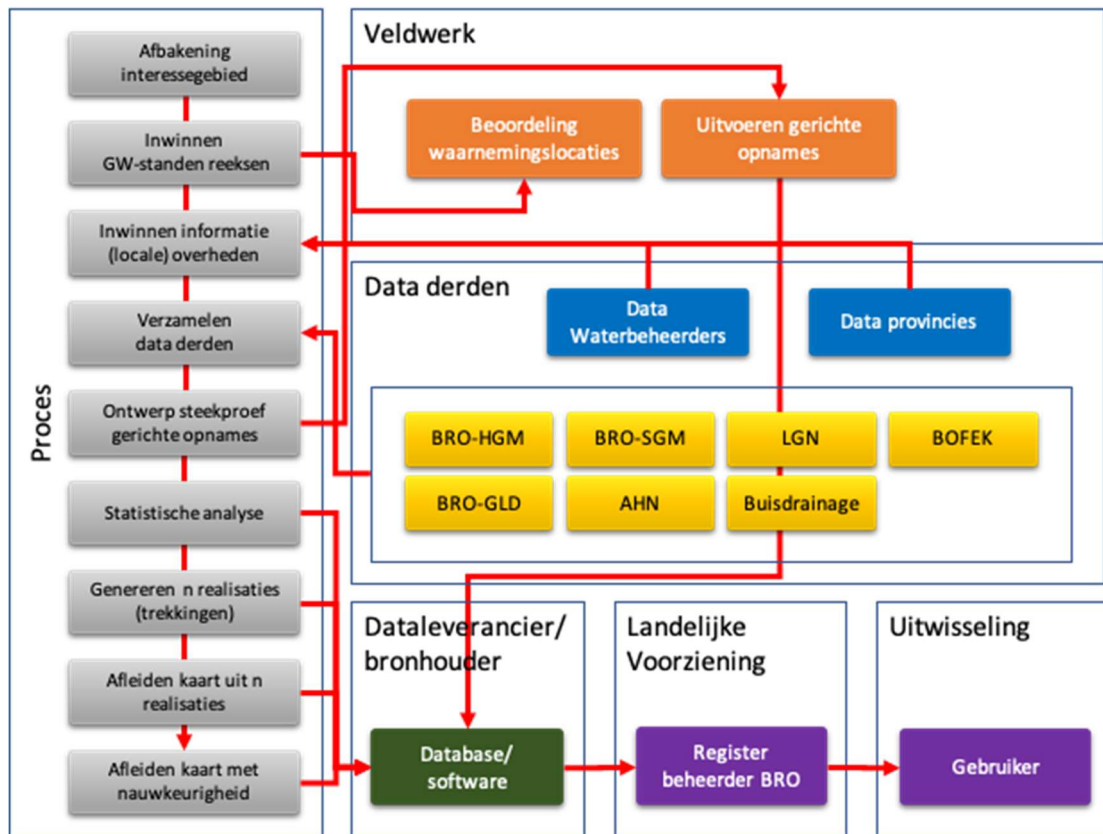 Proces
Afbakening
interessegebied
Inwinnen
GW-standen reeksen
Inwinnen informatie
(locale) overheden
Verzamelen
data derden
Ontwerp steekproef
gerichte opnames
Statistische analyse
Genereren n realisaties
(trekkingen)
Afleiden kaart uit n
realisaties
Afleiden kaart met
nauwkeurigheid
Veldwerk
Beoordeling
waarnemingslocaties
Uitvoeren gerichte
opnames
Data derden
Data
Waterbeheerders
Data provincies
BRO-HGM
BRO-SGM
LGN
BOFEK
BRO-GLD
AHN
Buisdrainage
Dataleverancier/
bronhouder
Database/
software
Landelijke
Voorziening
Register
beheerder BRO
Uitwisseling
Gebruiker